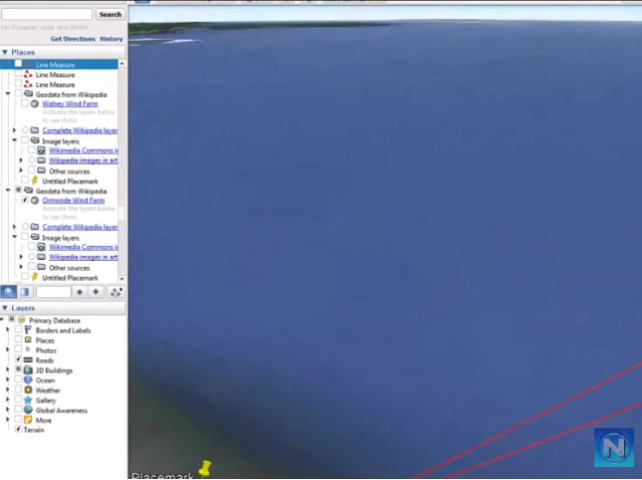 Search
Get Directions History
Places
Line Measure
Line Measure
Line Measure
Geodata from Wikipedia
Walney Wind Farm
Activate the layers below
to see them
Complete Wikipedia layer
Image layers
Wikimedia Commons i
Wikipedia images in art
Other sources
Untitled Placemark
Geodata from Wikipedia
Ormonde Wind Farm
Activate the layers below
to see them
Complete Wikipedia layer
Image layers
Wikimedia Commons i
Wikipedia images in art
Other sources
Untitled Placemark
Layers
Primary Database
Borders and Labels
Places
Photos
Roads
3D Buildings
Ocean
Weather
Gallery
Global Awareness
More
Terrain
Placemark
N